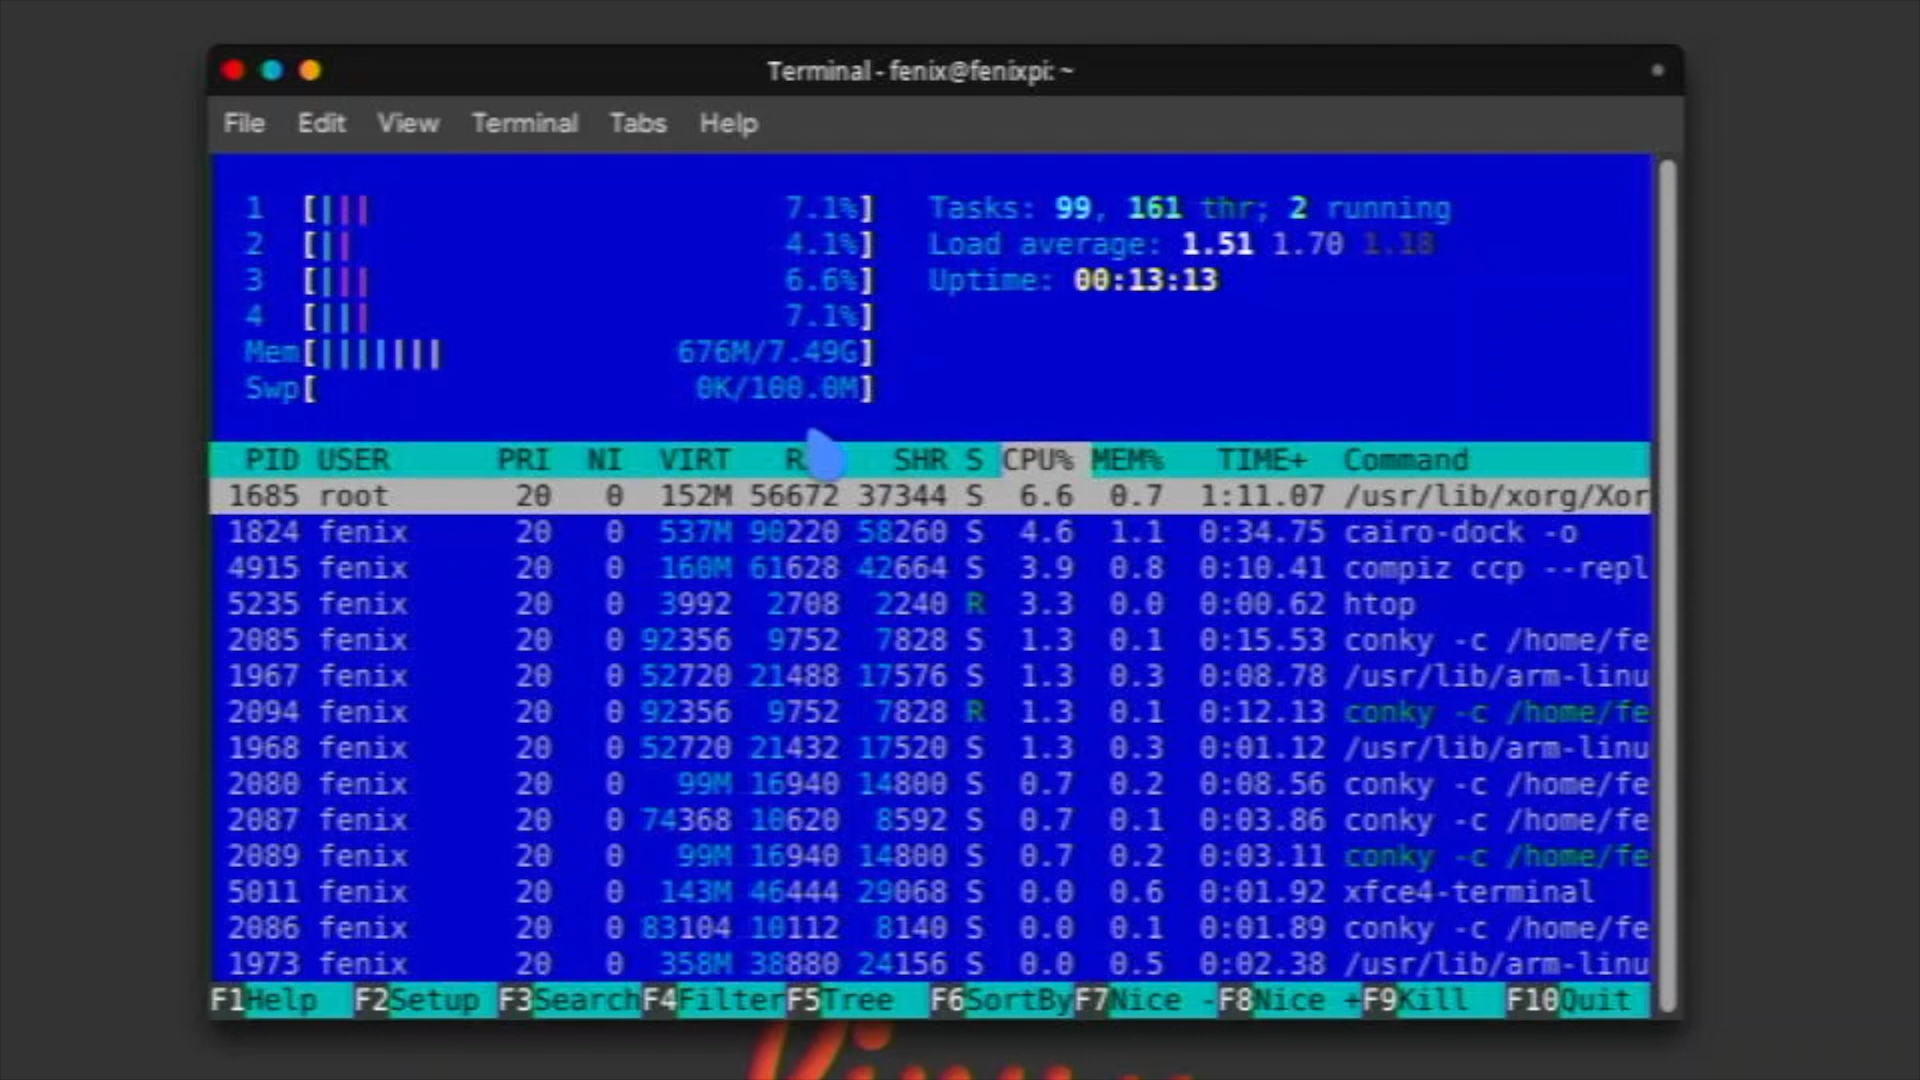 Terminal - fenix@fenixpi: ~
File Edit View Terminal Tabs Help
1 [||| 7.1%] Tasks: 99, 161 thr; 2 running
2 [|| 4.1%] Load average: 1.51 1.70 1.18
3 [||| 6.6%] Uptime: 00:13:13
4 [||| 7.1%]
Mem[||||||| 676M/7.49G]
Swp[ 0K/100.0M]
PID USER PRI NI VIRT SHR S CPU% MEM% TIME+ Command
1685 root 20 0 152M 56672 37344 S 6.6 0.7 1:11.07 /usr/lib/xorg/Xor
1824 fenix 20 0 537M 90220 58260 S 4.6 1.1 0:34.75 cairo-dock -o
4915 fenix 20 0 160M 61628 42664 S 3.9 0.8 0:10.41 compiz ccp --repl
5235 fenix 20 0 3992 2708 2240 R 3.3 0.0 0:00.62 htop
2085 fenix 20 0 92356 9752 7828 S 1.3 0.1 0:15.53 conky -c /home/fe
1967 fenix 20 0 52720 21488 17576 S 1.3 0.3 0:08.78 /usr/lib/arm-linu
2094 fenix 20 0 92356 9752 7828 R 1.3 0.1 0:12.13 conky -c /home/fe
1968 fenix 20 0 52720 21432 17520 S 1.3 0.3 0:01.12 /usr/lib/arm-linu
2080 fenix 20 0 99M 16940 14800 S 0.7 0.2 0:08.56 conky -c /home/fe
2087 fenix 20 0 74368 10620 8592 S 0.7 0.1 0:03.86 conky -c /home/fe
2089 fenix 20 0 99M 16940 14800 S 0.7 0.2 0:03.11 conky -c /home/fe
5011 fenix 20 0 143M 46444 29068 S 0.0 0.6 0:01.92 xfce4-terminal
2086 fenix 20 0 83104 10112 8140 S 0.0 0.1 0:01.89 conky -c /home/fe
1973 fenix 20 0 358M 38880 24156 S 0.0 0.5 0:02.38 /usr/lib/arm-linu
F1Help F2Setup F3SearchF4FilterF5Tree F6SortByF7Nice -F8Nice +F9Kill F10Quit